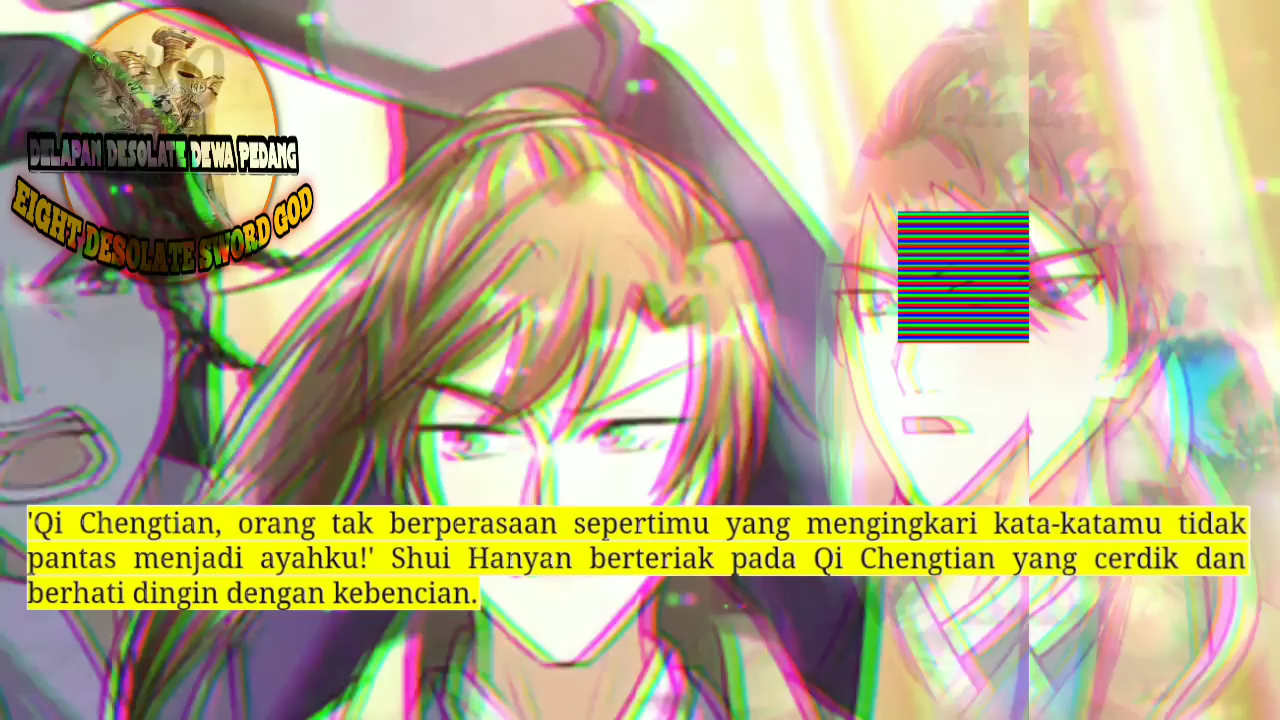 DELAPAN DESOLATE DEWA PEDANG
EIGHT DESOLATE SWORD GOD
'Qi Chengtian, orang tak berperasaan sepertimu yang mengingkari kata-katamu tidak
pantas menjadi ayahku!' Shui Hanyan berteriak pada Qi Chengtian yang cerdik dan
berhati dingin dengan kebencian.